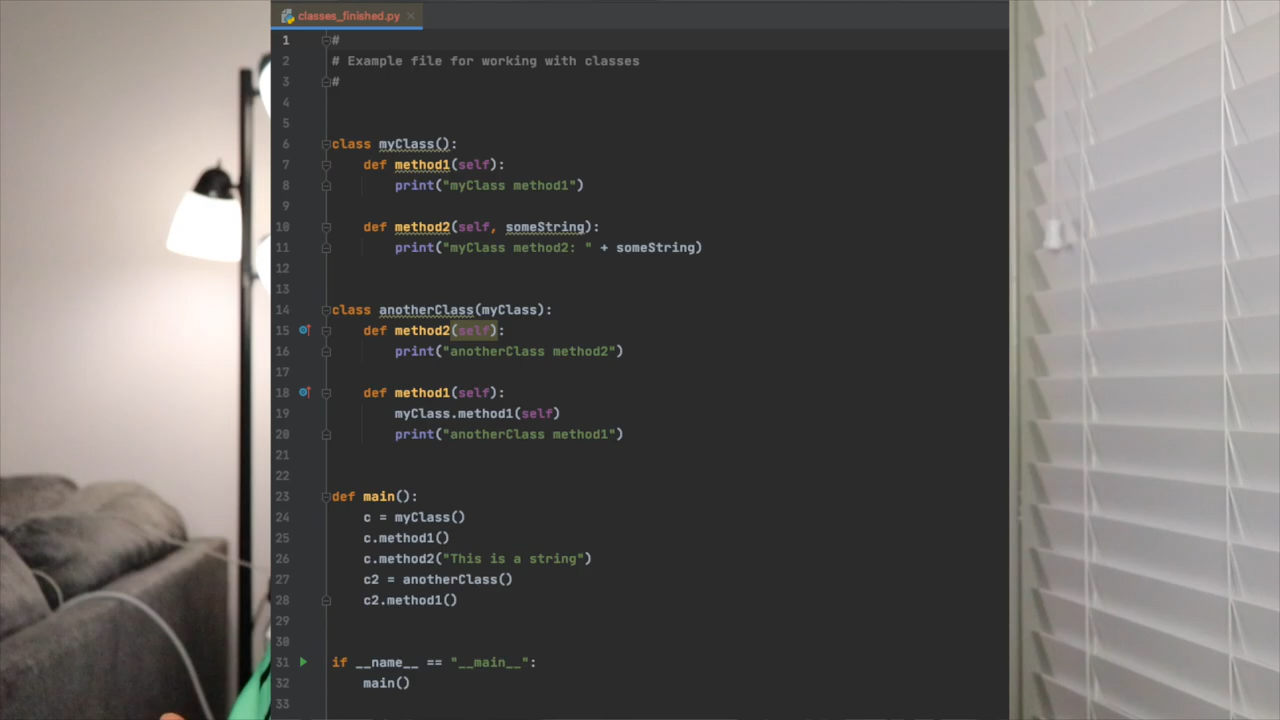 classes_finished.py
1 #
2 # Example file for working with classes
3 #
4
5
6 class myClass():
7     def method1(self):
8         print("myClass method1")
9
10     def method2(self, someString):
11         print("myClass method2: " + someString)
12
13
14 class anotherClass(myClass):
15     def method2(self):
16         print("anotherClass method2")
17
18     def method1(self):
19         myClass.method1(self)
20         print("anotherClass method1")
21
22
23 def main():
24     c = myClass()
25     c.method1()
26     c.method2("This is a string")
27     c2 = anotherClass()
28     c2.method1()
29
30
31 if __name__ == "__main__":
32     main()
33